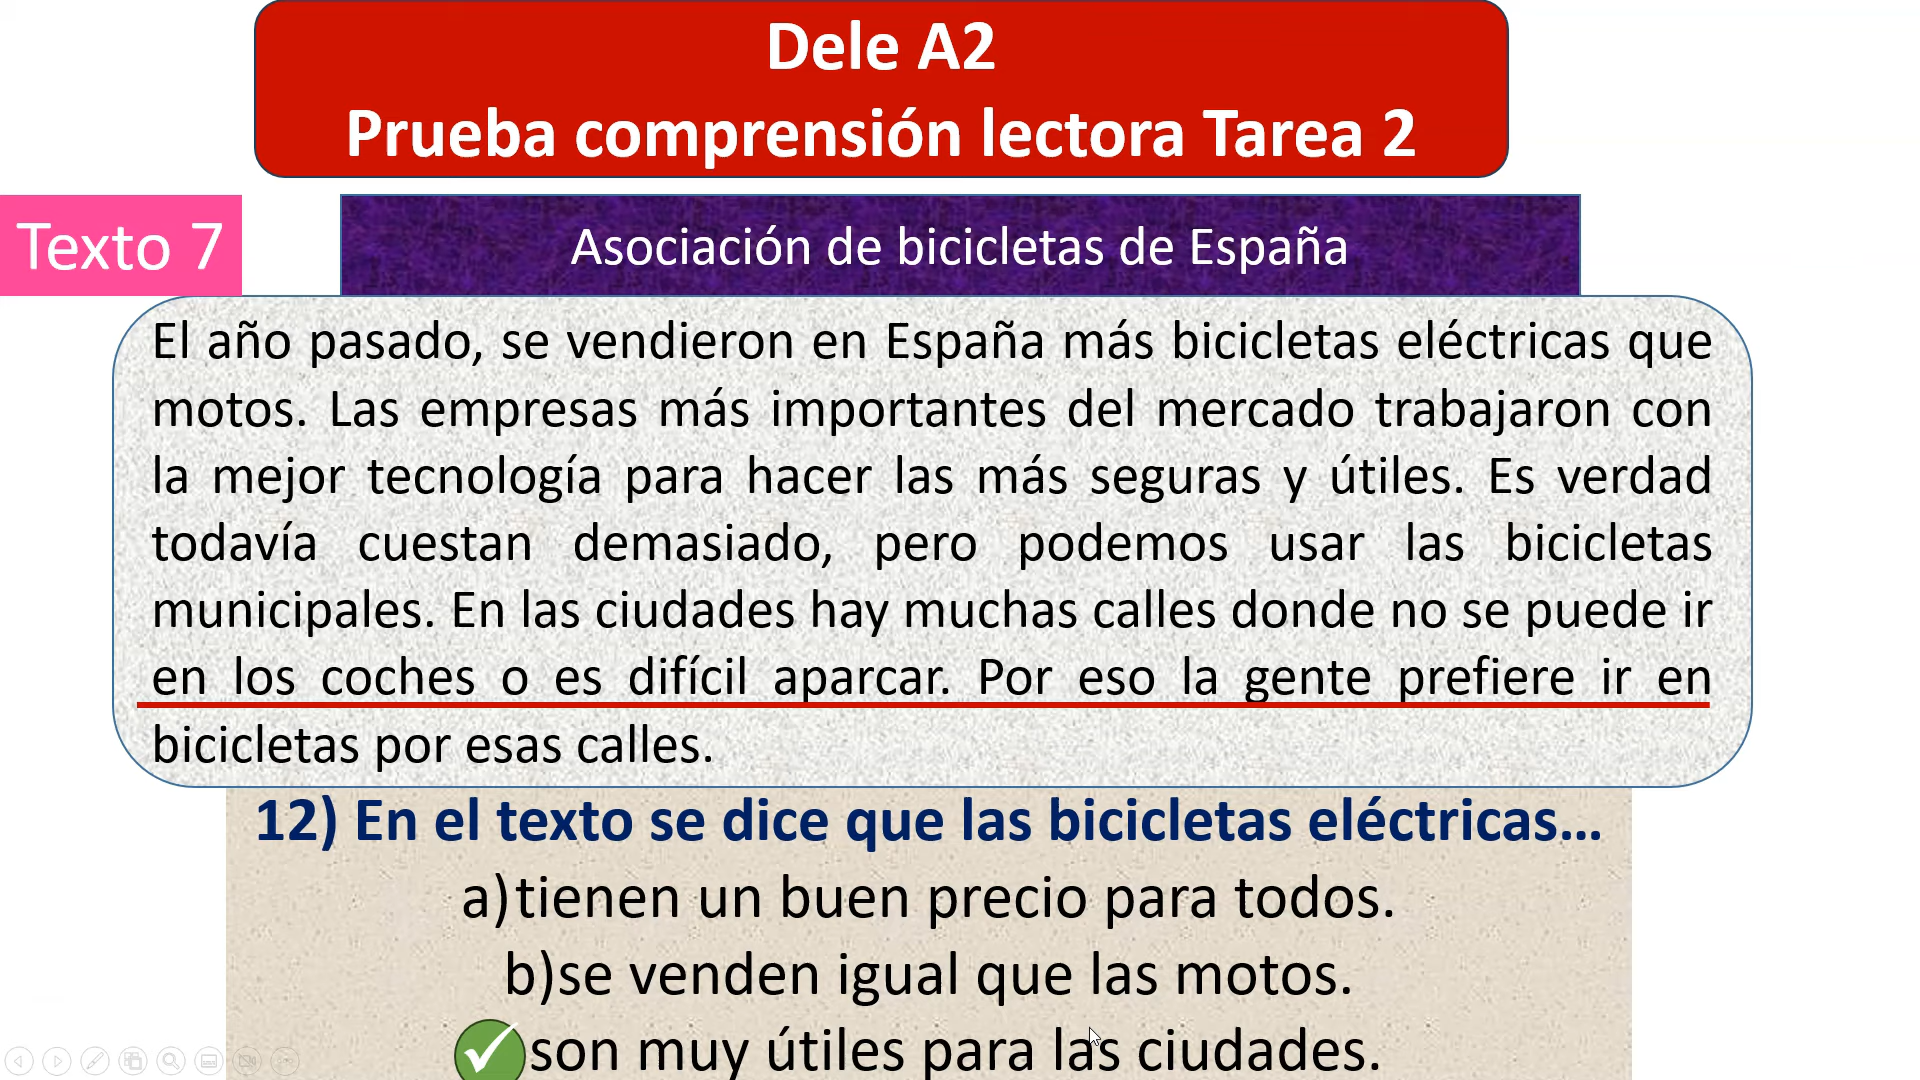 Dele A2
Prueba comprensión lectora Tarea 2
Texto 7
Asociación de bicicletas de España
El año pasado, se vendieron en España más bicicletas eléctricas que
motos. Las empresas más importantes del mercado trabajaron con
la mejor tecnología para hacer las más seguras y útiles. Es verdad
todavía cuestan demasiado, pero podemos usar las bicicletas
municipales. En las ciudades hay muchas calles donde no se puede ir
en los coches o es difícil aparcar. Por eso la gente prefiere ir en
bicicletas por esas calles.
12) En el texto se dice que las bicicletas eléctricas...
a) tienen un buen precio para todos.
b) se venden igual que las motos.
son muy útiles para las ciudades.